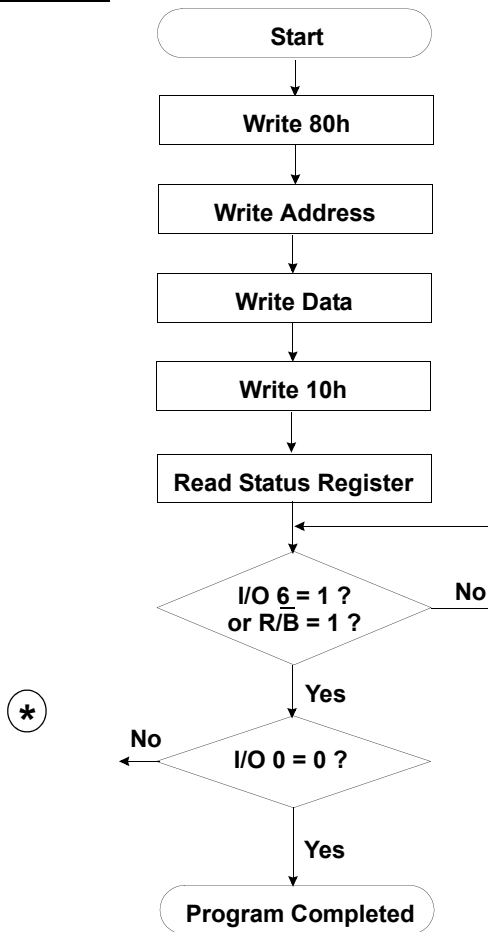 Start
Write 80h
Write Address
Write Data
Write 10h
Read Status Register
I/O 6 = 1 ?
or R/B̅ = 1 ?
No
Yes
*
No
I/O 0 = 0 ?
Yes
Program Completed